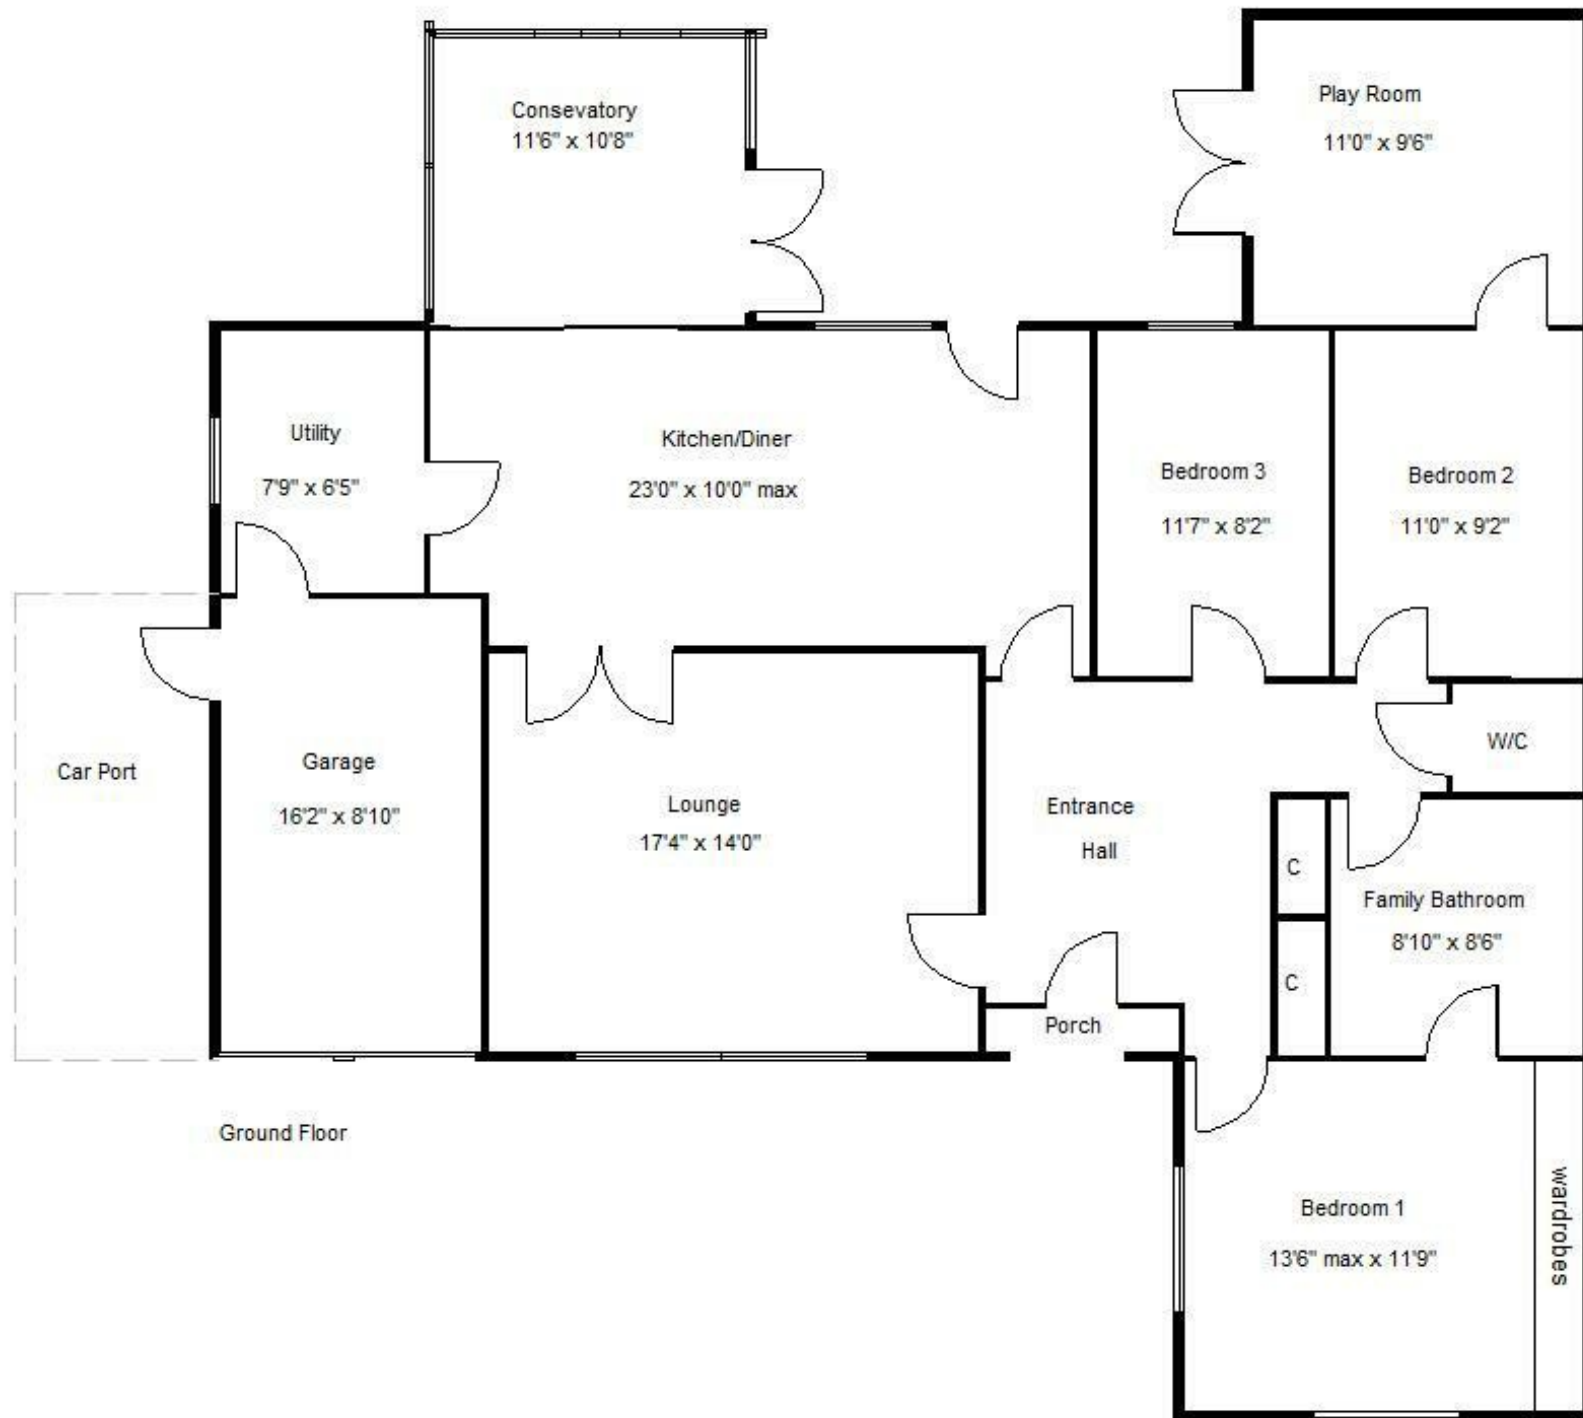 Consevatory
11'6" x 10'8"
Play Room
11'0" x 9'6"
Utility
7'9" x 6'5"
Kitchen/Diner
23'0" x 10'0" max
Bedroom 3
11'7" x 8'2"
Bedroom 2
11'0" x 9'2"
Car Port
Garage
16'2" x 8'10"
Lounge
17'4" x 14'0"
Entrance
Hall
W/C
C
C
Family Bathroom
8'10" x 8'6"
Porch
Ground Floor
Bedroom 1
13'6" max x 11'9"
wardrobes